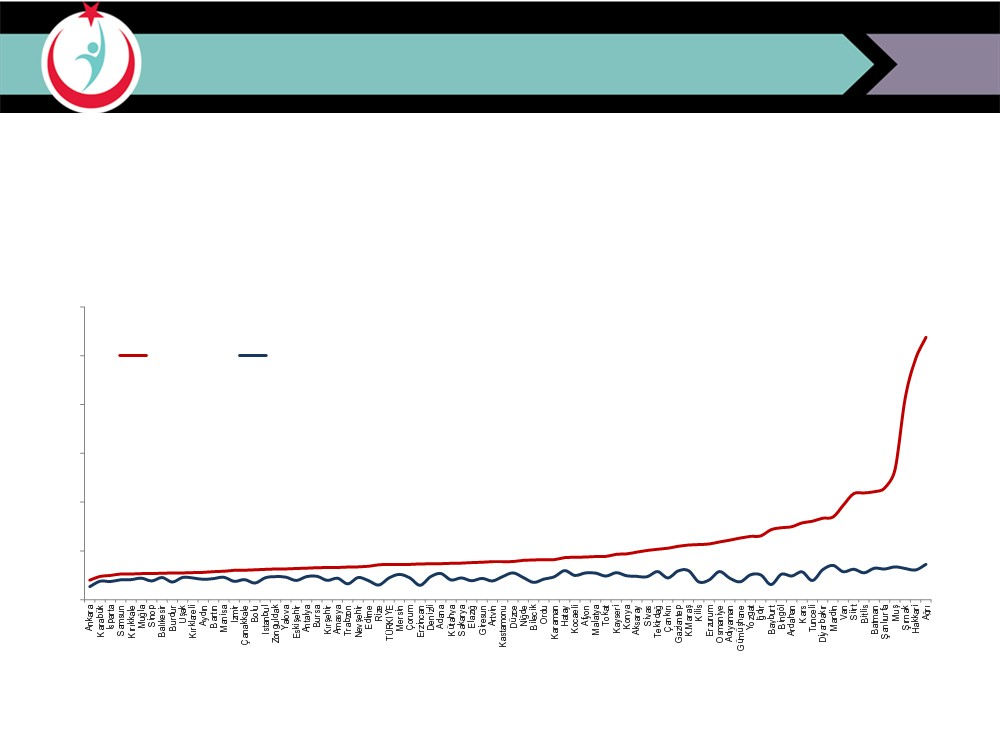 Ankara
Karabük
Isparta
Samsun
Kırıkkale
Muğla
Sinop
Balıkesir
Burdur
Uşak
Kırklareli
Aydın
Bartın
Manisa
İzmir
Çanakkale
Bolu
İstanbul
Zonguldak
Yalova
Eskişehir
Antalya
Bursa
Kırşehir
Amasya
Trabzon
Nevşehir
Edirne
Rize
TÜRKİYE
Mersin
Çorum
Erzincan
Denizli
Adana
Kütahya
Sakarya
Elazığ
Giresun
Artvin
Kastamonu
Düzce
Niğde
Bilecik
Ordu
Karaman
Hatay
Kocaeli
Afyon
Malatya
Tokat
Kayseri
Konya
Aksaray
Sivas
Tekirdağ
Çankırı
Gaziantep
K.Maraş
Kilis
Erzurum
Osmaniye
Adıyaman
Gümüşhane
Yozgat
Iğdır
Bayburt
Bingöl
Ardahan
Kars
Tunceli
Diyarbakır
Mardin
Van
Siirt
Bitlis
Batman
Şanlıurfa
Muş
Şırnak
Hakkari
Ağrı